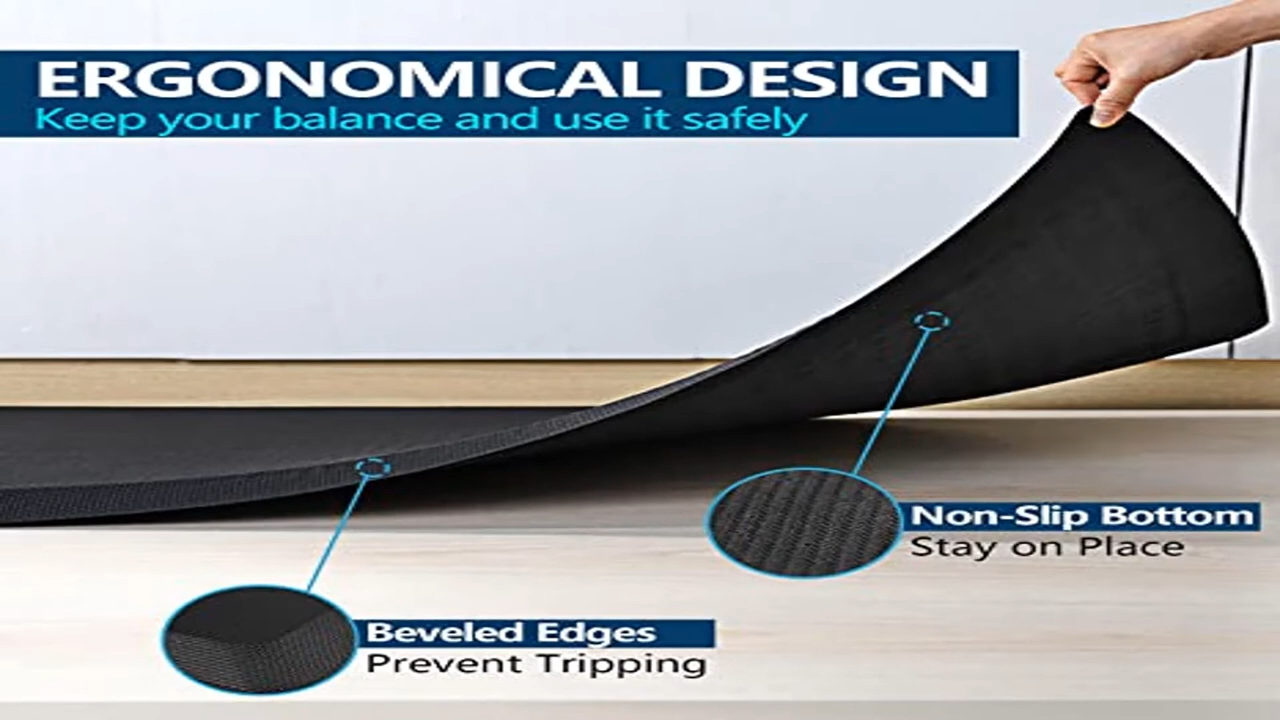 ERGONOMICAL DESIGN
Keep your balance and use it safely
Non-Slip Bottom
Stay on Place
Beveled Edges
Prevent Tripping